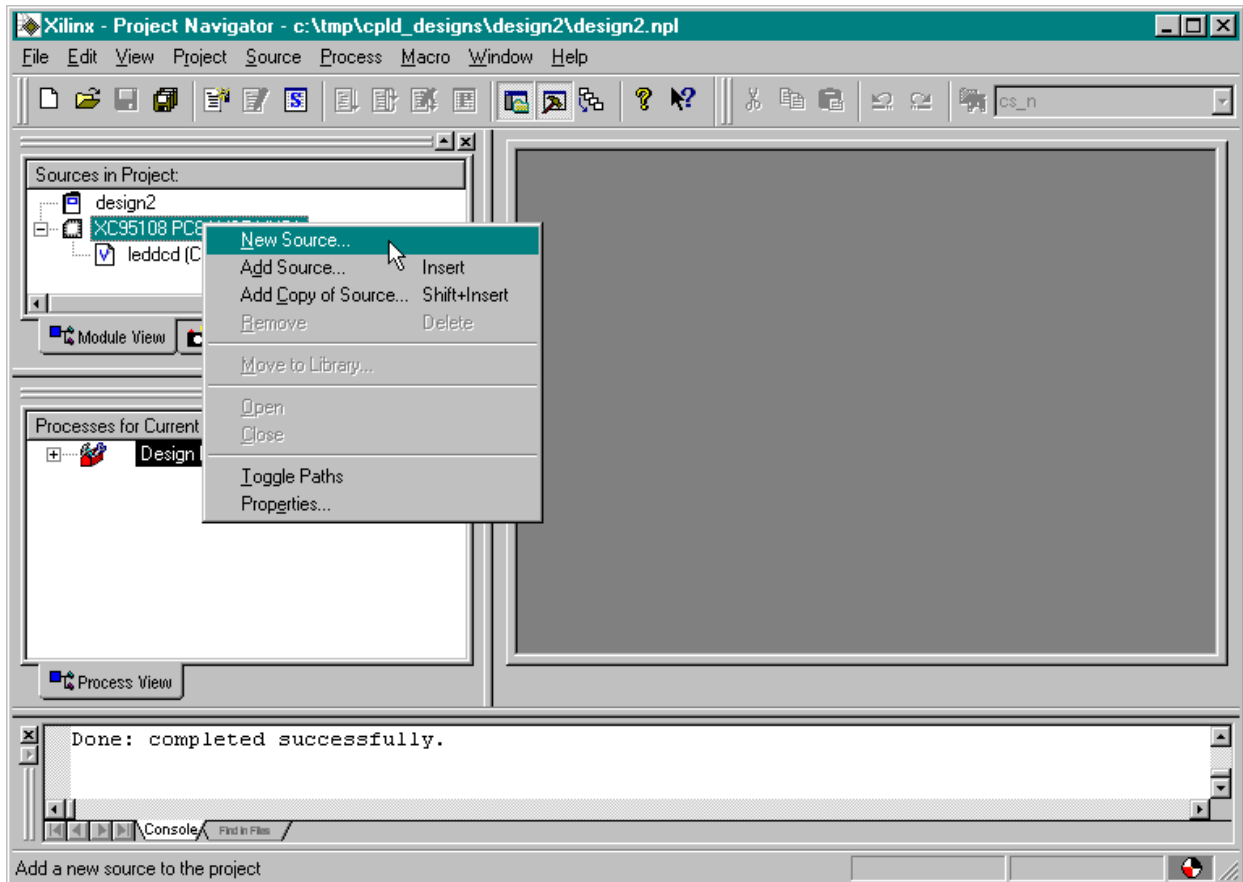 Xilinx - Project Navigator - c:\tmp\cpld_designs\design2\design2.npl
File Edit View Project Source Process Macro Window Help
cs_n
Sources in Project:
design2
XC95108
leddcd (C
Module View
New Source...
Add Source... Insert
Add Copy of Source... Shift+Insert
Remove Delete
Move to Library...
Open
Close
Toggle Paths
Properties...
Processes for Current
Design
Process View
Done: completed successfully.
Console
Find in Files
Add a new source to the project